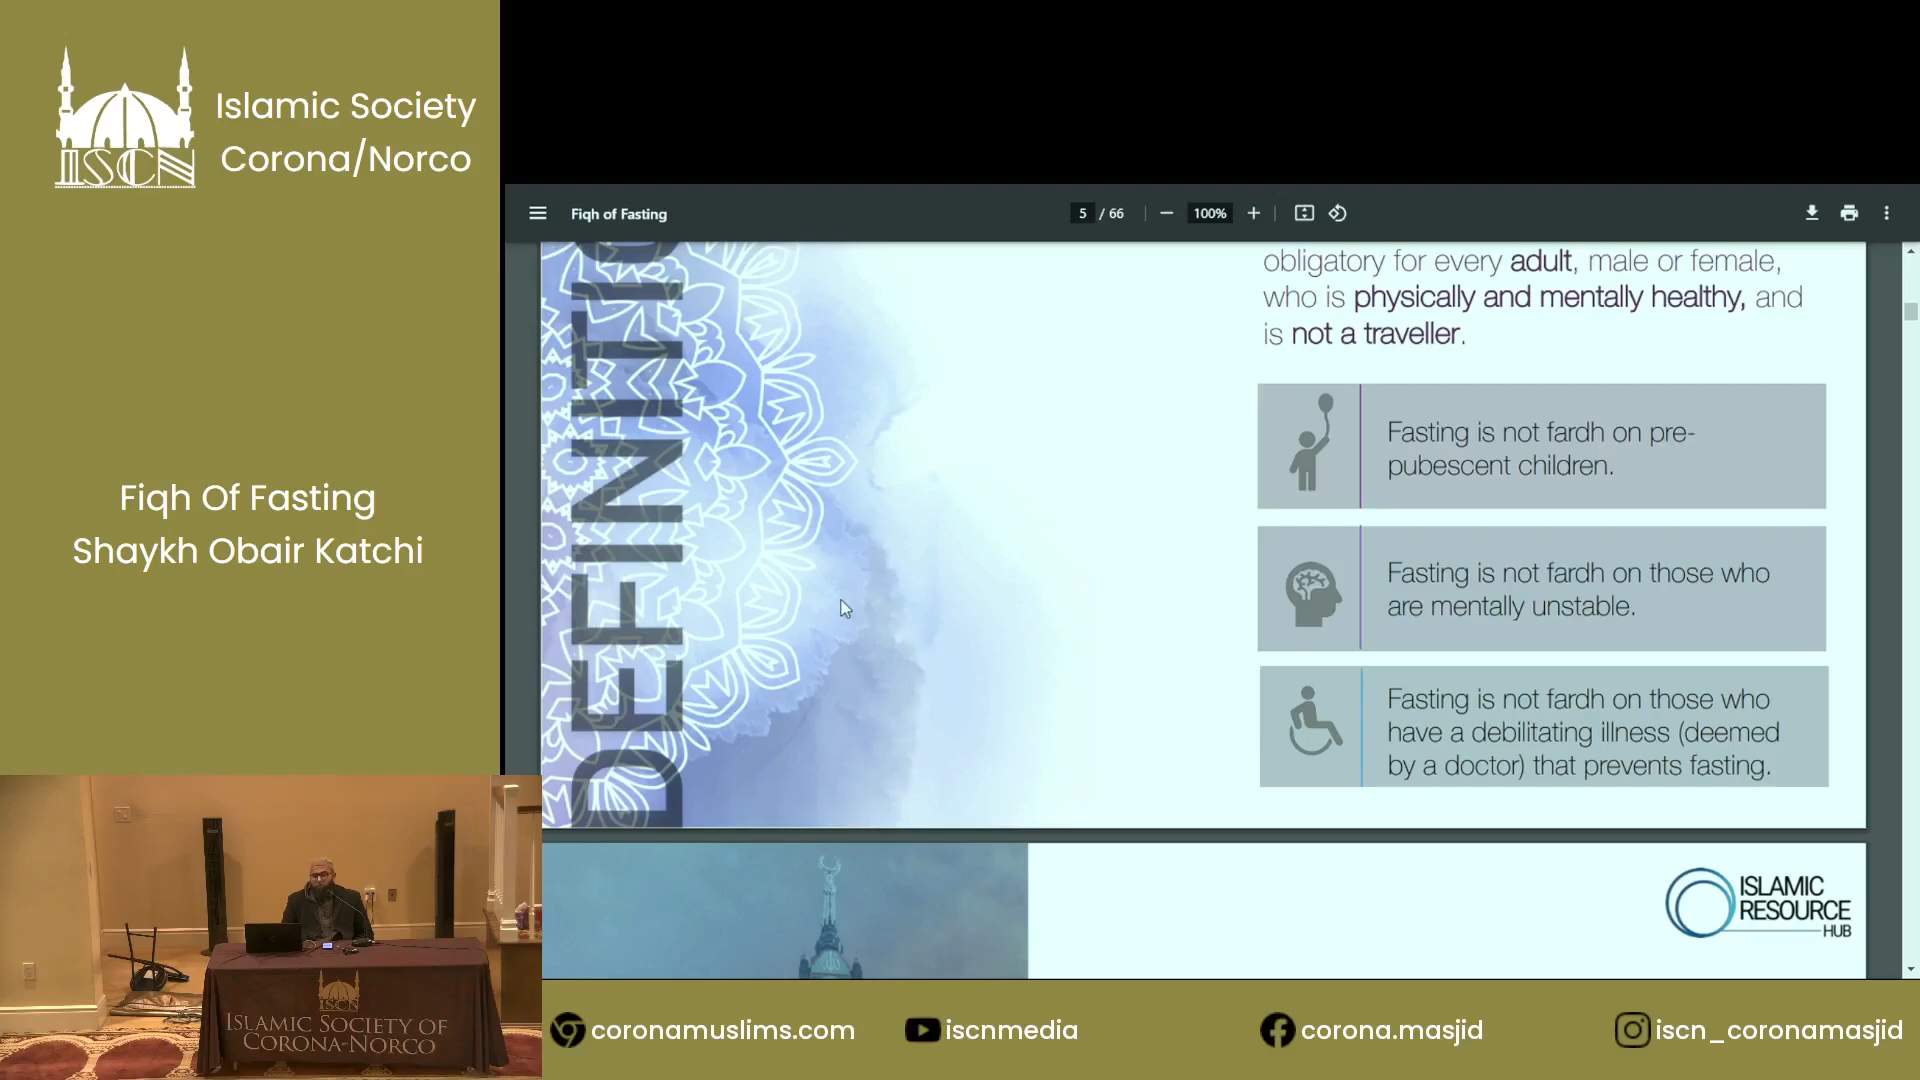 ISCN
Islamic Society
Corona/Norco
Fiqh Of Fasting
Shaykh Obair Katchi
Fiqh of Fasting
5 / 66
100%
DEFINITIO
obligatory for every adult, male or female,
who is physically and mentally healthy, and
is not a traveller.
Fasting is not fardh on pre-
pubescent children.
Fasting is not fardh on those who
are mentally unstable.
Fasting is not fardh on those who
have a debilitating illness (deemed
by a doctor) that prevents fasting.
ISLAMIC
RESOURCE
HUB
ISCN
ISLAMIC SOCIETY OF
CORONA-NORCO
coronamuslims.com
iscnmedia
corona.masjid
iscn_coronamasjid